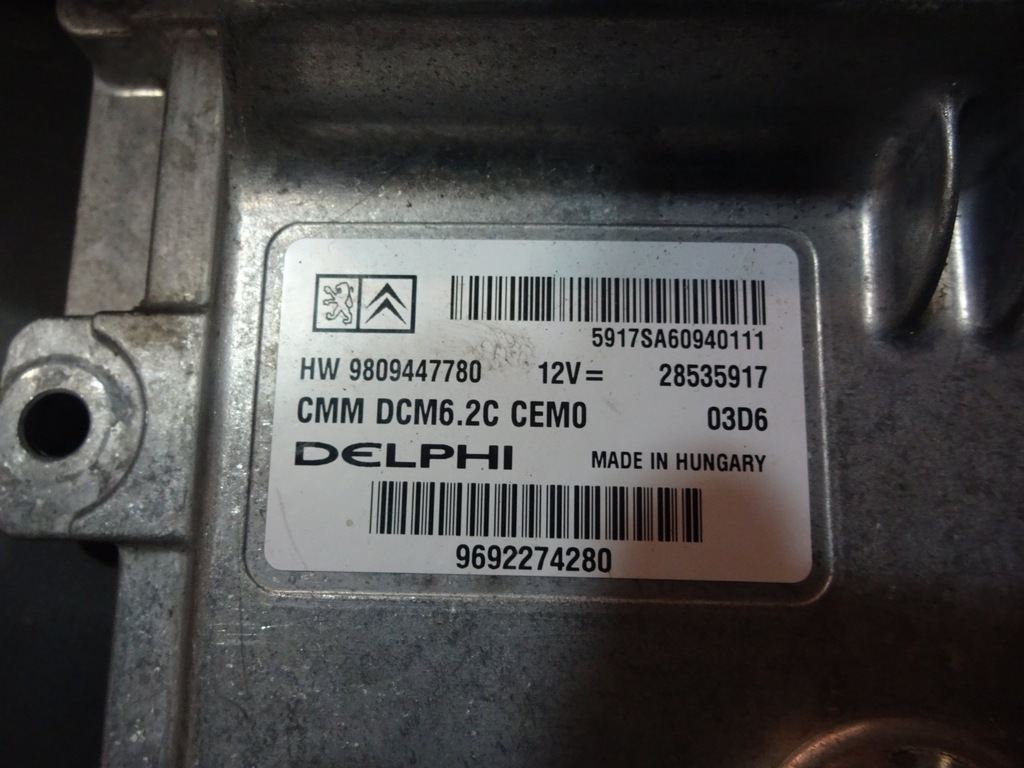 5917SA60940111
HW 9809447780 12V= 28535917
CMM DCM6.2C CEM0 03D6
DELPHI MADE IN HUNGARY
9692274280